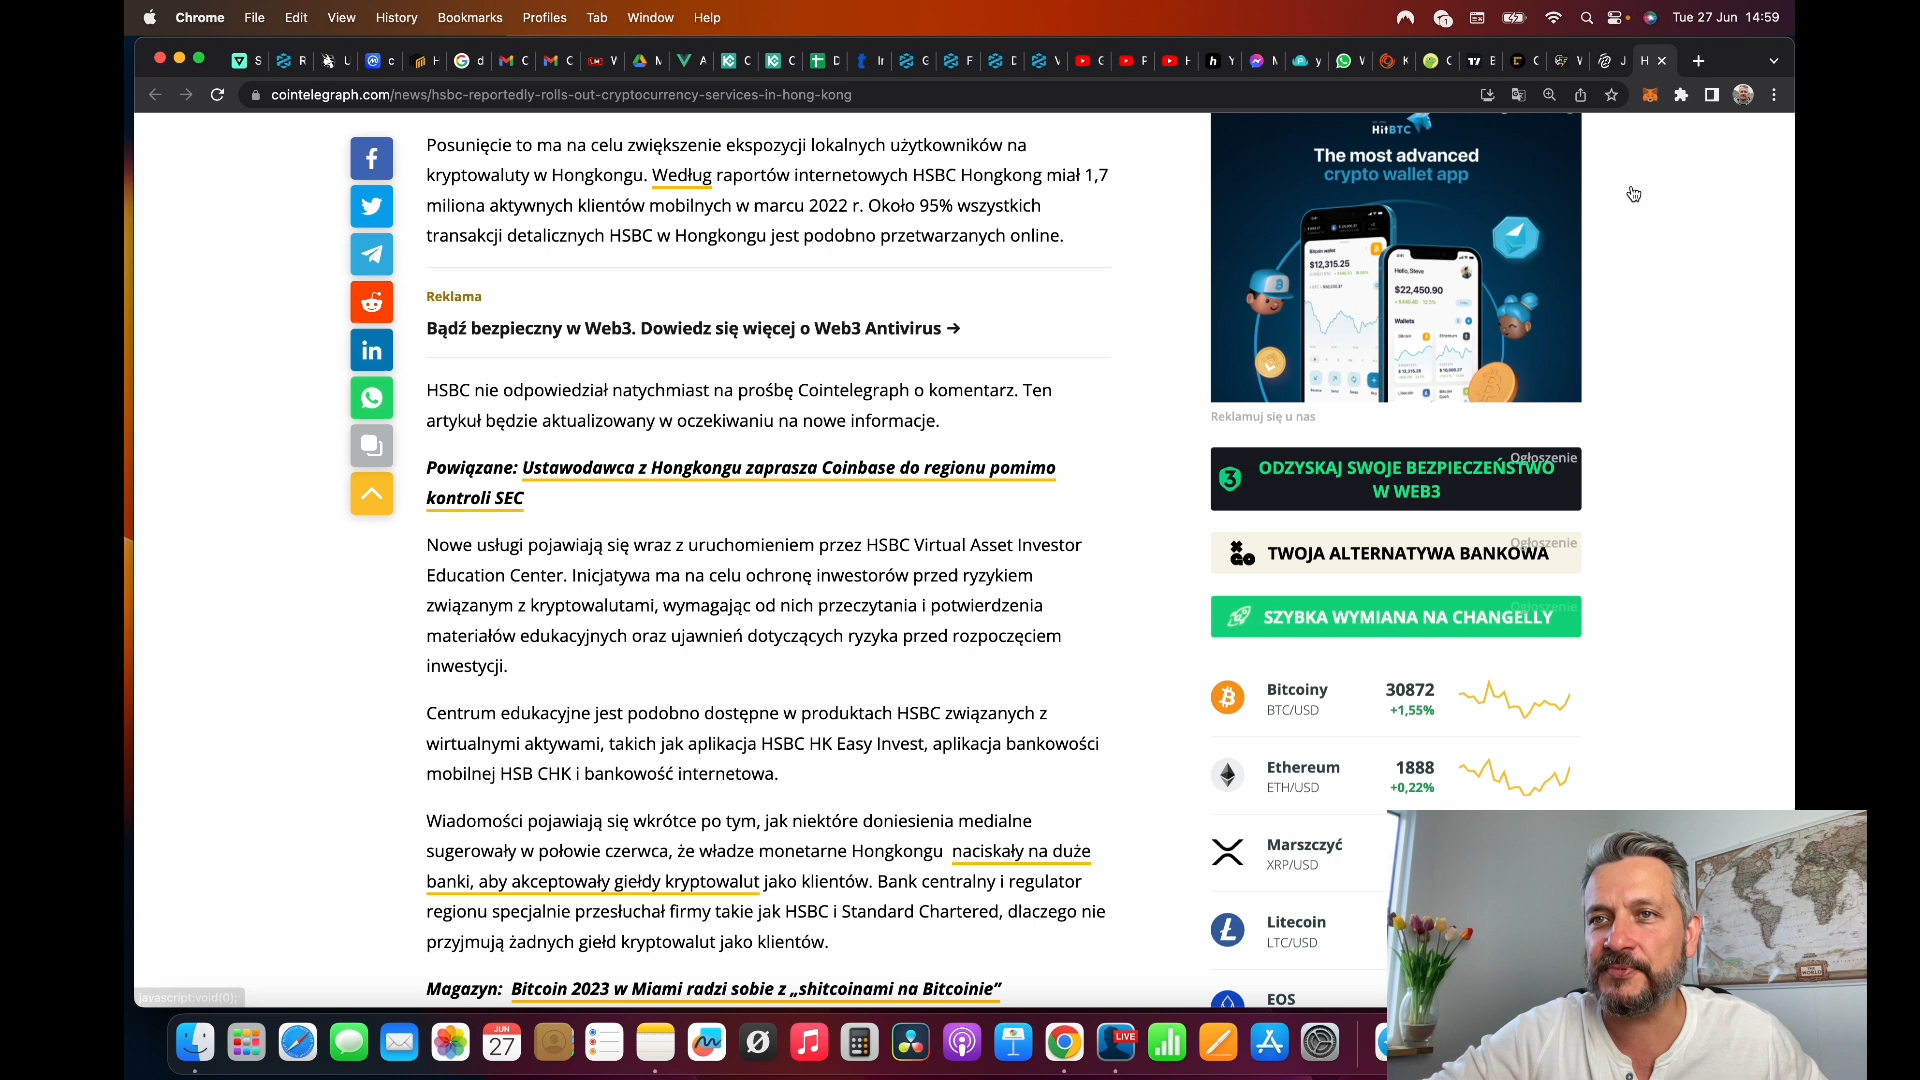 Chrome File Edit View History Bookmarks Profiles Tab Window Help
Tue 27 Jun 14:59
cointelegraph.com/news/hsbc-reportedly-rolls-out-cryptocurrency-services-in-hong-kong
Posunięcie to ma na celu zwiększenie ekspozycji lokalnych użytkowników na
kryptowaluty w Hongkongu. Według raportów internetowych HSBC Hongkong miał 1,7
miliona aktywnych klientów mobilnych w marcu 2022 r. Około 95% wszystkich
transakcji detalicznych HSBC w Hongkongu jest podobno przetwarzanych online.
Reklama
Bądź bezpieczny w Web3. Dowiedz się więcej o Web3 Antivirus →
HSBC nie odpowiedział natychmiast na prośbę Cointelegraph o komentarz. Ten
artykuł będzie aktualizowany w oczekiwaniu na nowe informacje.
Powiązane: Ustawodawca z Hongkongu zaprasza Coinbase do regionu pomimo
kontroli SEC
Nowe usługi pojawiają się wraz z uruchomieniem przez HSBC Virtual Asset Investor
Education Center. Inicjatywa ma na celu ochronę inwestorów przed ryzykiem
związanym z kryptowalutami, wymagając od nich przeczytania i potwierdzenia
materiałów edukacyjnych oraz ujawnień dotyczących ryzyka przed rozpoczęciem
inwestycji.
Centrum edukacyjne jest podobno dostępne w produktach HSBC związanych z
wirtualnymi aktywami, takich jak aplikacja HSBC HK Easy Invest, aplikacja bankowości
mobilnej HSB CHK i bankowość internetowa.
Wiadomości pojawiają się wkrótce po tym, jak niektóre doniesienia medialne
sugerowały w połowie czerwca, że władze monetarne Hongkongu naciskały na duże
banki, aby akceptowały giełdy kryptowalut jako klientów. Bank centralny i regulator
regionu specjalnie przesłuchał firmy takie jak HSBC i Standard Chartered, dlaczego nie
przyjmują żadnych giełd kryptowalut jako klientów.
Magazyn: Bitcoin 2023 w Miami radzi sobie z „shitcoinami na Bitcoinie”
javascript:void(0);
HitBTC
The most advanced
crypto wallet app
$12,315.25
Hello, Steve
$22,450.90
Wallets
Reklamuj się u nas
Ogłoszenie
ODZYSKAJ SWOJE BEZPIECZEŃSTWO
W WEB3
Ogłoszenie
TWOJA ALTERNATYWA BANKOWA
Ogłoszenie
SZYBKA WYMIANA NA CHANGELLY
Bitcoiny 30872
BTC/USD +1,55%
Ethereum 1888
ETH/USD +0,22%
Marszczyć
XRP/USD
Litecoin
LTC/USD
EOS
JUN
27
LIVE